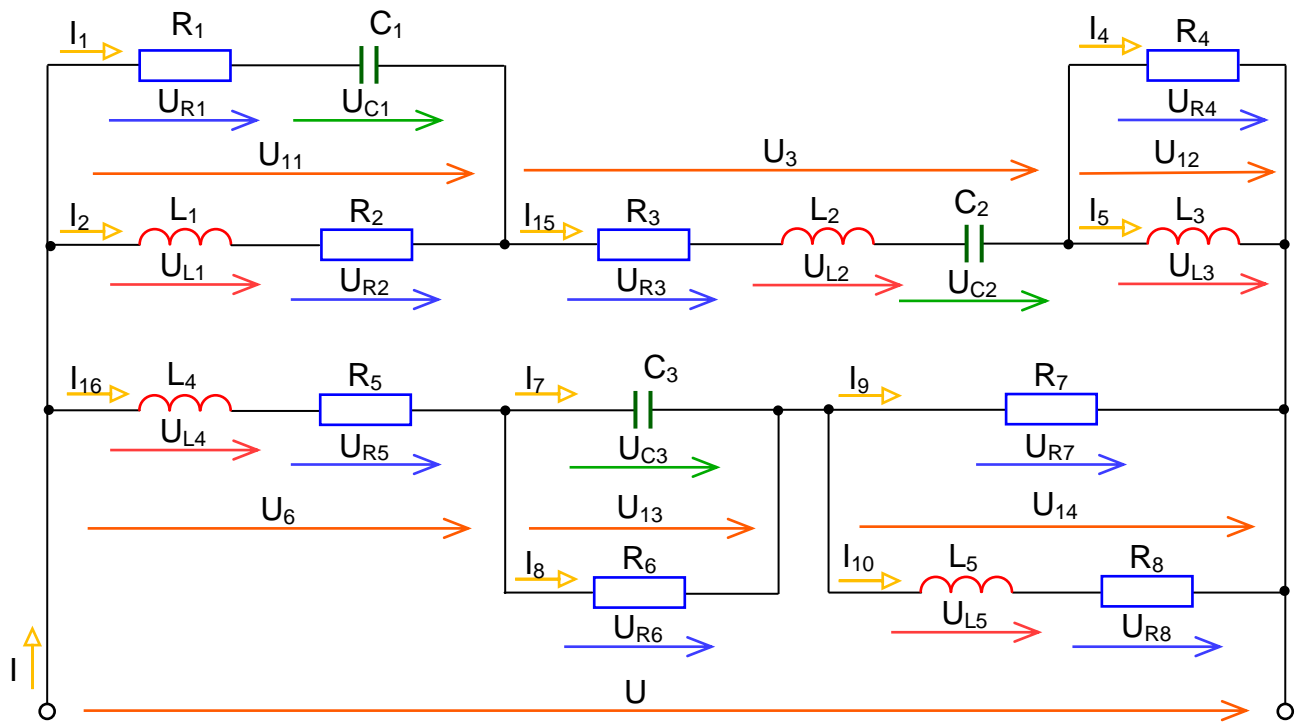 I1 R1 C1 I4 R4
UR1 UC1 UR4
U11 U3 U12
I2 L1 R2 I15 R3 L2 C2 I5 L3
UL1 UR2 UR3 UL2 UC2 UL3
I16 L4 R5 I7 C3 I9 R7
UL4 UR5 UC3 UR7
U6 U13 U14
I8 R6 I10 L5 R8
UR6 UL5 UR8
I U